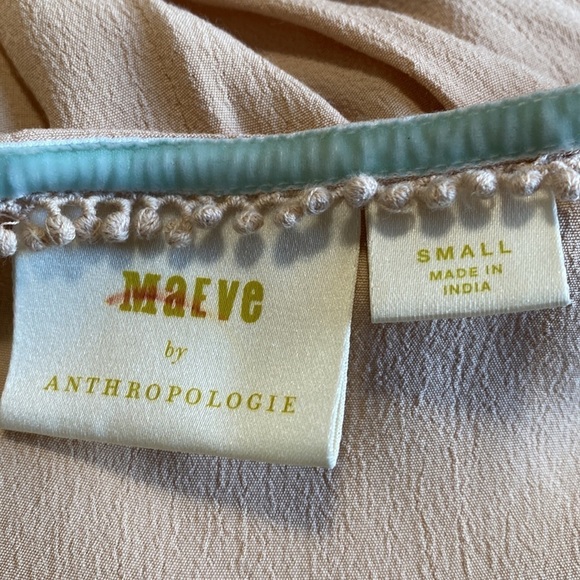 MaEVe
by
ANTHROPOLOGIE
SMALL
MADE IN
INDIA